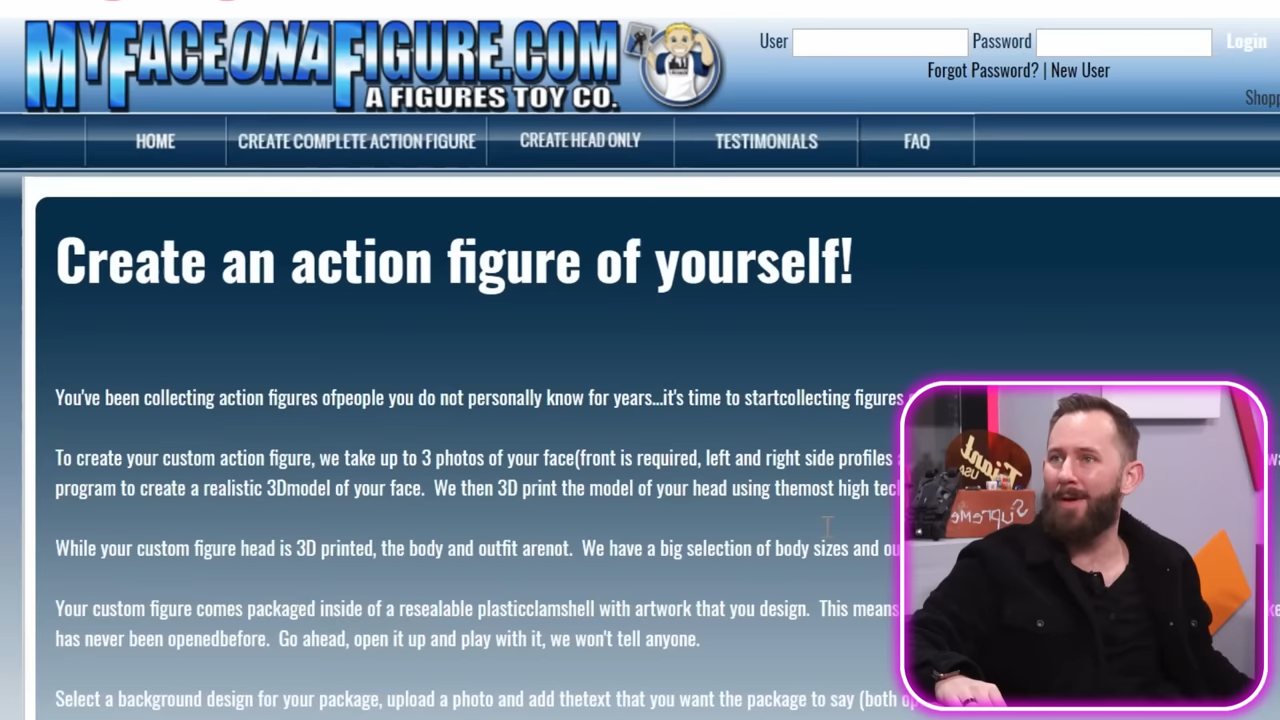 MYFACEONAFIGURE.COM
A FIGURES TOY CO.
User
Password
Login
Forgot Password? | New User
HOME
CREATE COMPLETE ACTION FIGURE
CREATE HEAD ONLY
TESTIMONIALS
FAQ
Create an action figure of yourself!
You've been collecting action figures ofpeople you do not personally know for years...it's time to startcollecting figures
To create your custom action figure, we take up to 3 photos of your face(front is required, left and right side profiles
program to create a realistic 3Dmodel of your face. We then 3D print the model of your head using themost high
While your custom figure head is 3D printed, the body and outfit arenot. We have a big selection of body sizes and
Your custom figure comes packaged inside of a resealable plasticclamshell with artwork that you design. This means
has never been openedbefore. Go ahead, open it up and play with it, we won't tell anyone.
Select a background design for your package, upload a photo and add thetext that you want the package to say (both
Giant
USA
Supreme